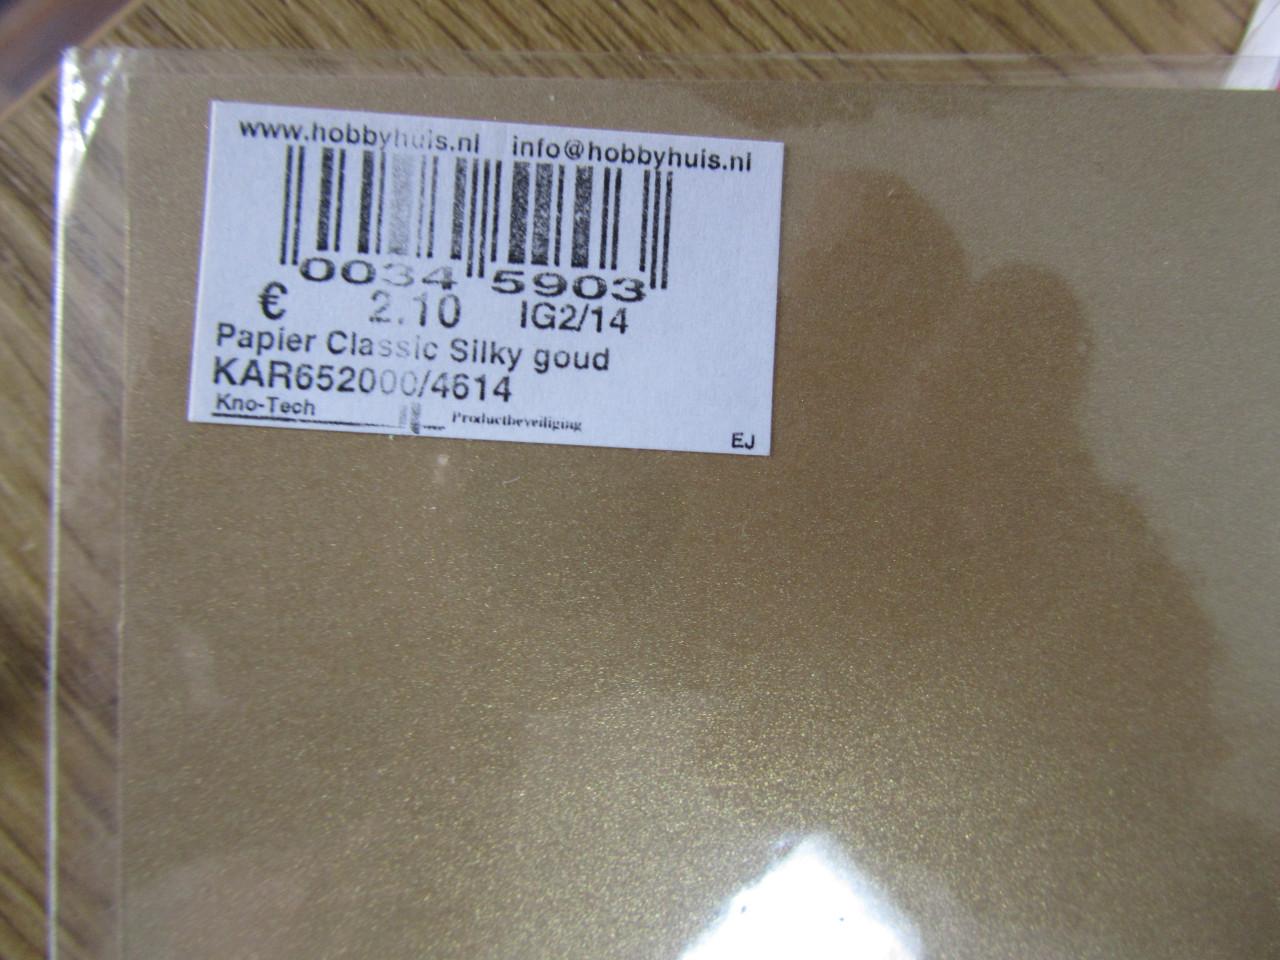 www.hobbyhuis.nl info@hobbyhuis.nl
0034 5903
€ 2.10 IG2/14
Papier Classic Silky goud
KAR652000/4614
Kno-Tech
Productbeveiliging
EJ